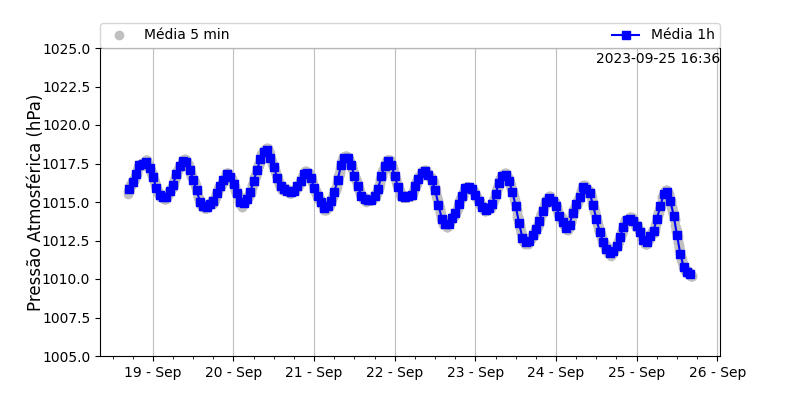 Média 5 min
Média 1h
2023-09-25 16:36
Pressão Atmosférica (hPa)
1025.0
1022.5
1020.0
1017.5
1015.0
1012.5
1010.0
1007.5
1005.0
19 - Sep
20 - Sep
21 - Sep
22 - Sep
23 - Sep
24 - Sep
25 - Sep
26 - Sep